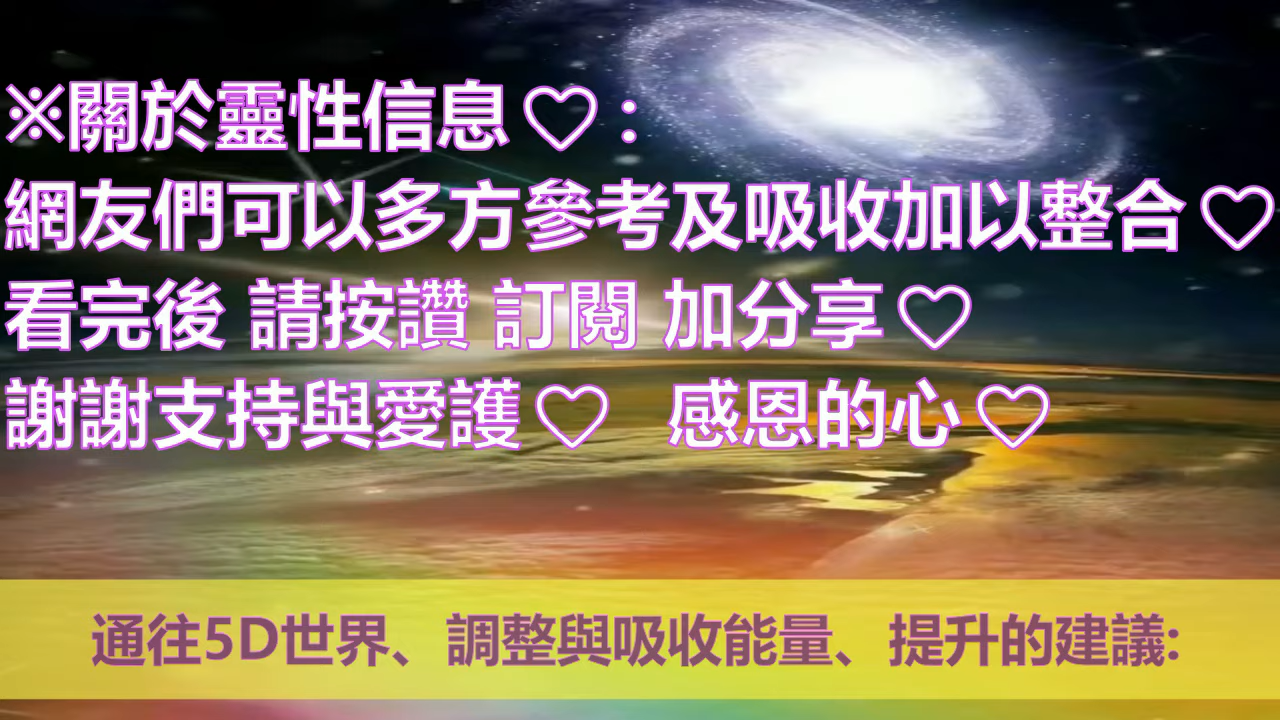 ※關於靈性信息♡:
網友們可以多方參考及吸收加以整合♡
看完後 請按讚 訂閱 加分享♡
謝謝支持與愛護♡ 感恩的心♡
通往5D世界、調整與吸收能量、提升的建議: